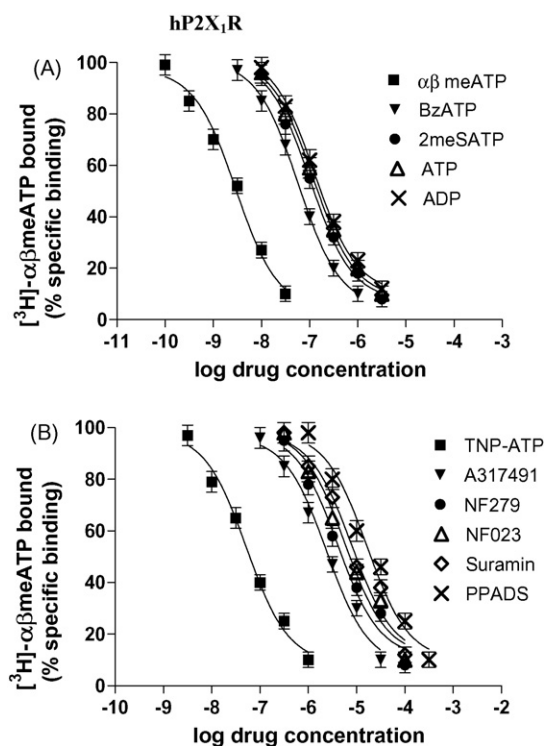 hP2X₁R
(A)
[³H]-αβmeATP bound
(% specific binding)
100
80
60
40
20
0
αβ meATP
BzATP
2meSATP
ATP
ADP
-11 -10 -9 -8 -7 -6 -5 -4 -3
log drug concentration
(B)
[³H]-αβmeATP bound
(% specific binding)
100
80
60
40
20
0
TNP-ATP
A317491
NF279
NF023
Suramin
PPADS
-10 -9 -8 -7 -6 -5 -4 -3 -2
log drug concentration